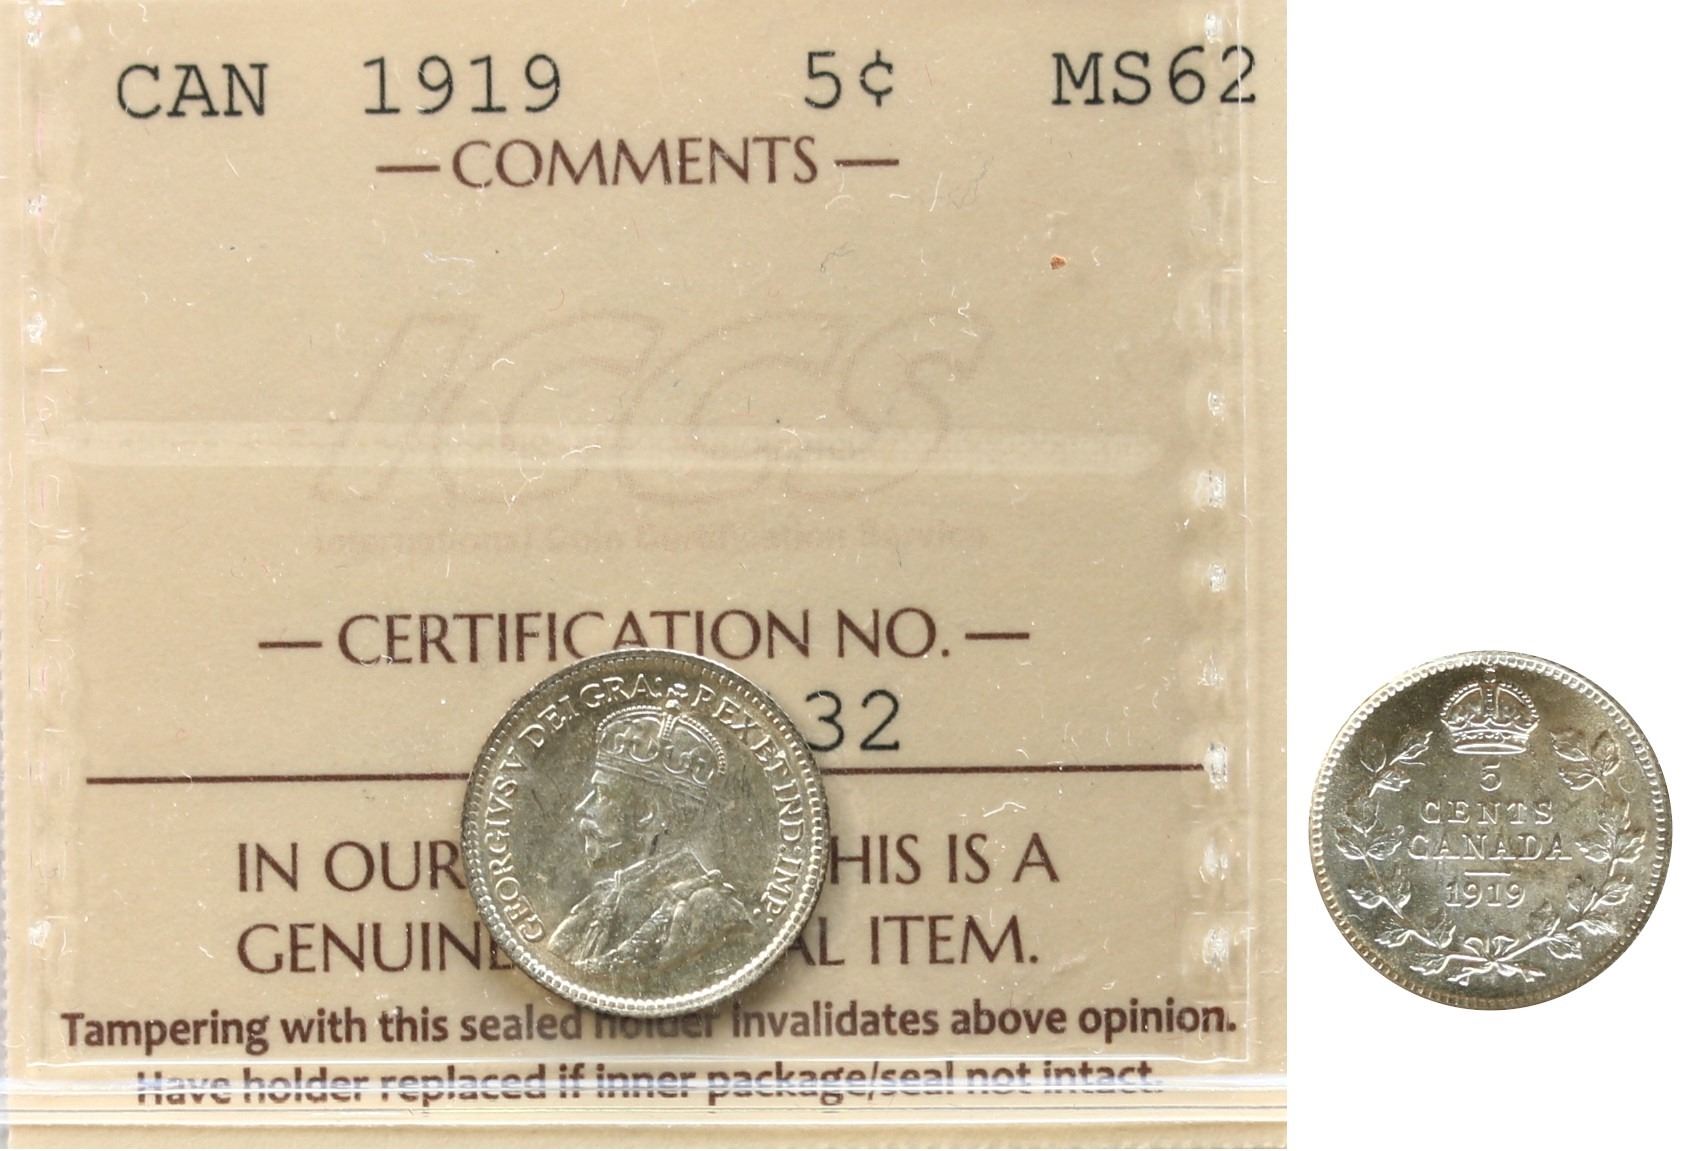 CAN 1919 5¢ MS62
— COMMENTS —
ICCS
International Coin Certification Service
— CERTIFICATION NO. —
32
IN OUR HIS IS A
GENUINE AL ITEM.
Tampering with this sealed holder invalidates above opinion.
Have holder replaced if inner package/seal not intact.
GEORGIVS V DEI GRA: REX ET IND: IMP:
5
CENTS
CANADA
1919